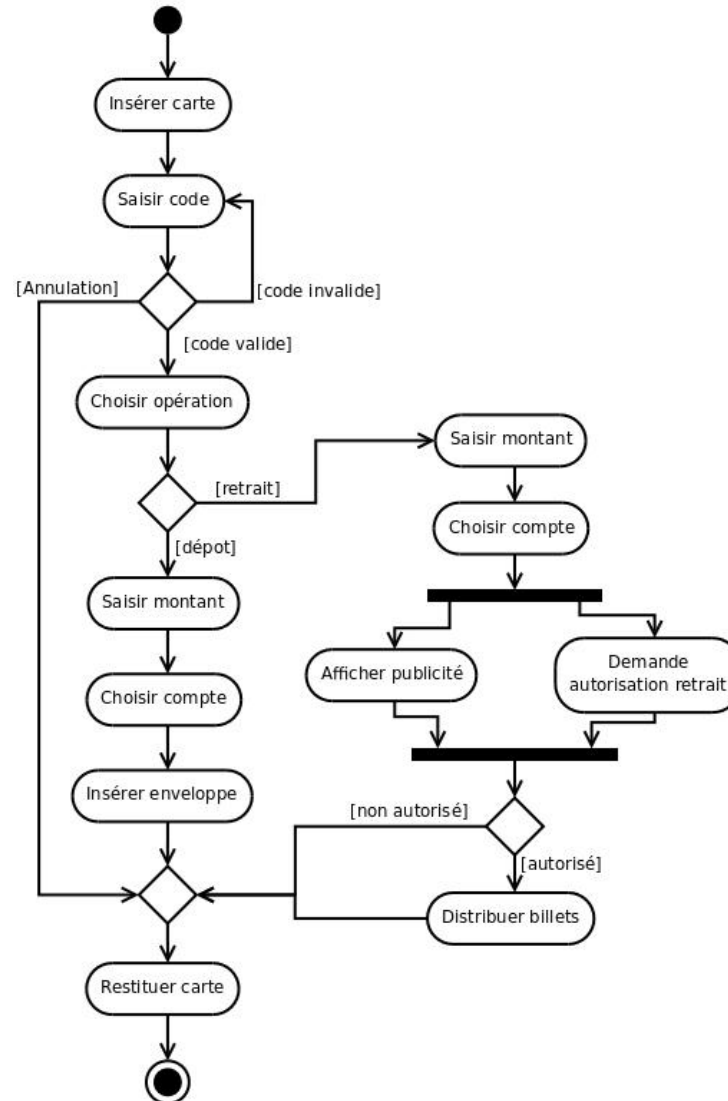 Insérer carte
Saisir code
[Annulation]
[code invalide]
[code valide]
Choisir opération
[retrait]
[dépot]
Saisir montant
Choisir compte
Insérer enveloppe
Saisir montant
Choisir compte
Afficher publicité
Demande
autorisation retrait
[non autorisé]
[autorisé]
Distribuer billets
Restituer carte